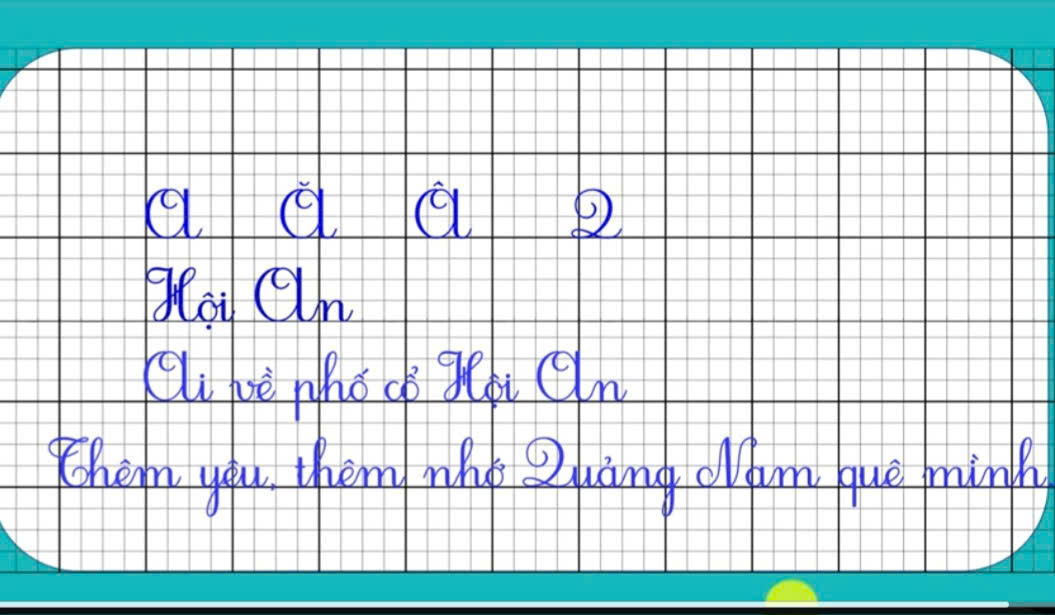 A Ă Â Q
Hội An
Ai về phố cổ Hội An
Thêm yêu, thêm nhớ Quảng Nam quê mình.